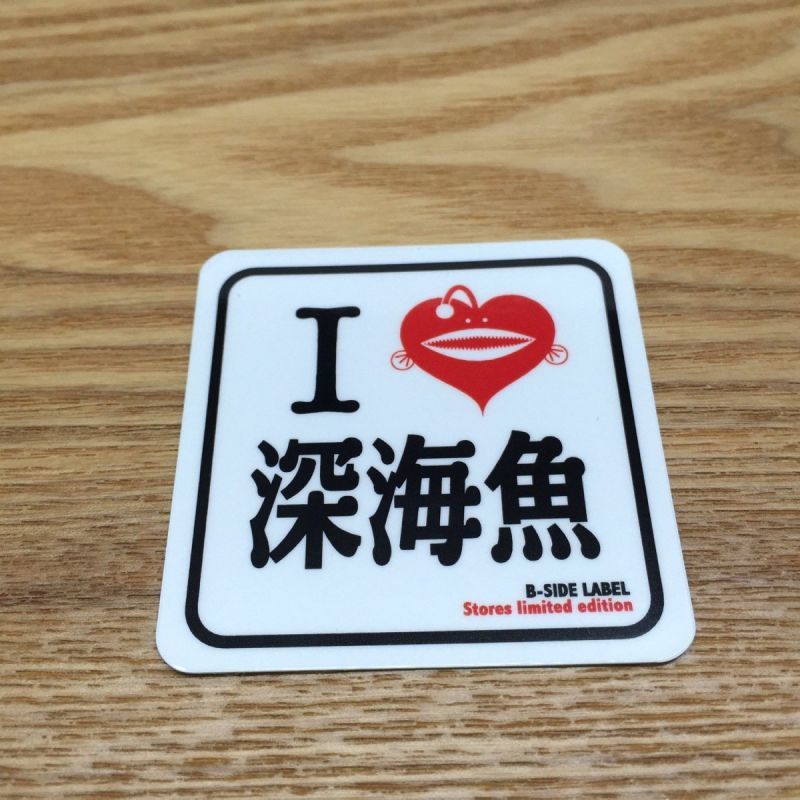 I
深海魚
B-SIDE LABEL
Stores limited edition